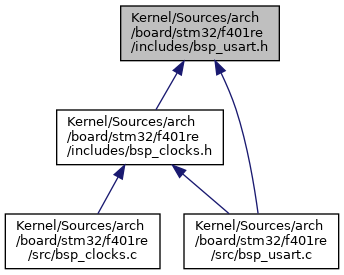 Kernel/Sources/arch
/board/stm32/f401re
/includes/bsp_usart.h
Kernel/Sources/arch
/board/stm32/f401re
/includes/bsp_clocks.h
Kernel/Sources/arch
/board/stm32/f401re
/src/bsp_clocks.c
Kernel/Sources/arch
/board/stm32/f401re
/src/bsp_usart.c